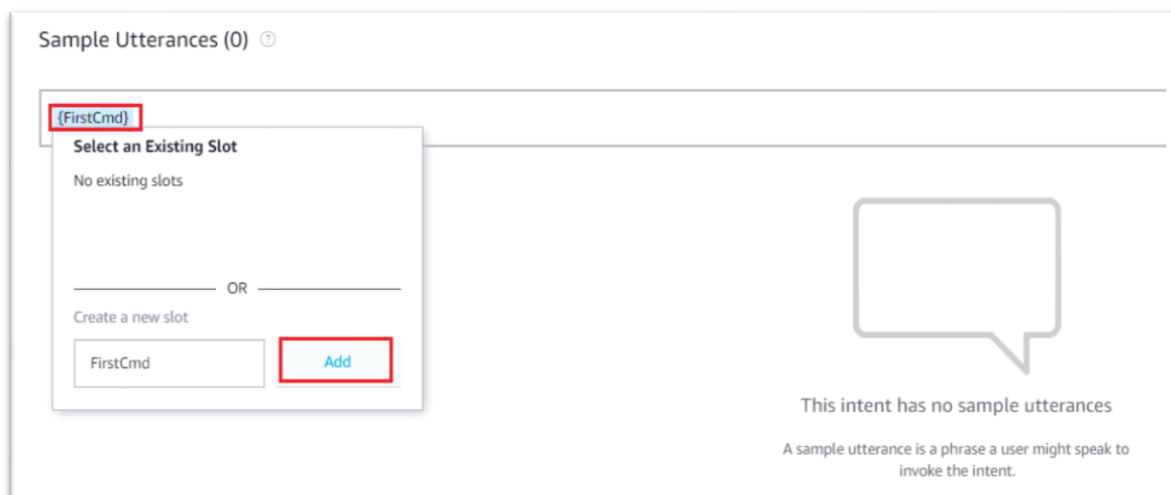 Sample Utterances (0) ?
{FirstCmd}
Select an Existing Slot
No existing slots
OR
Create a new slot
FirstCmd
Add
This intent has no sample utterances
A sample utterance is a phrase a user might speak to
invoke the intent.